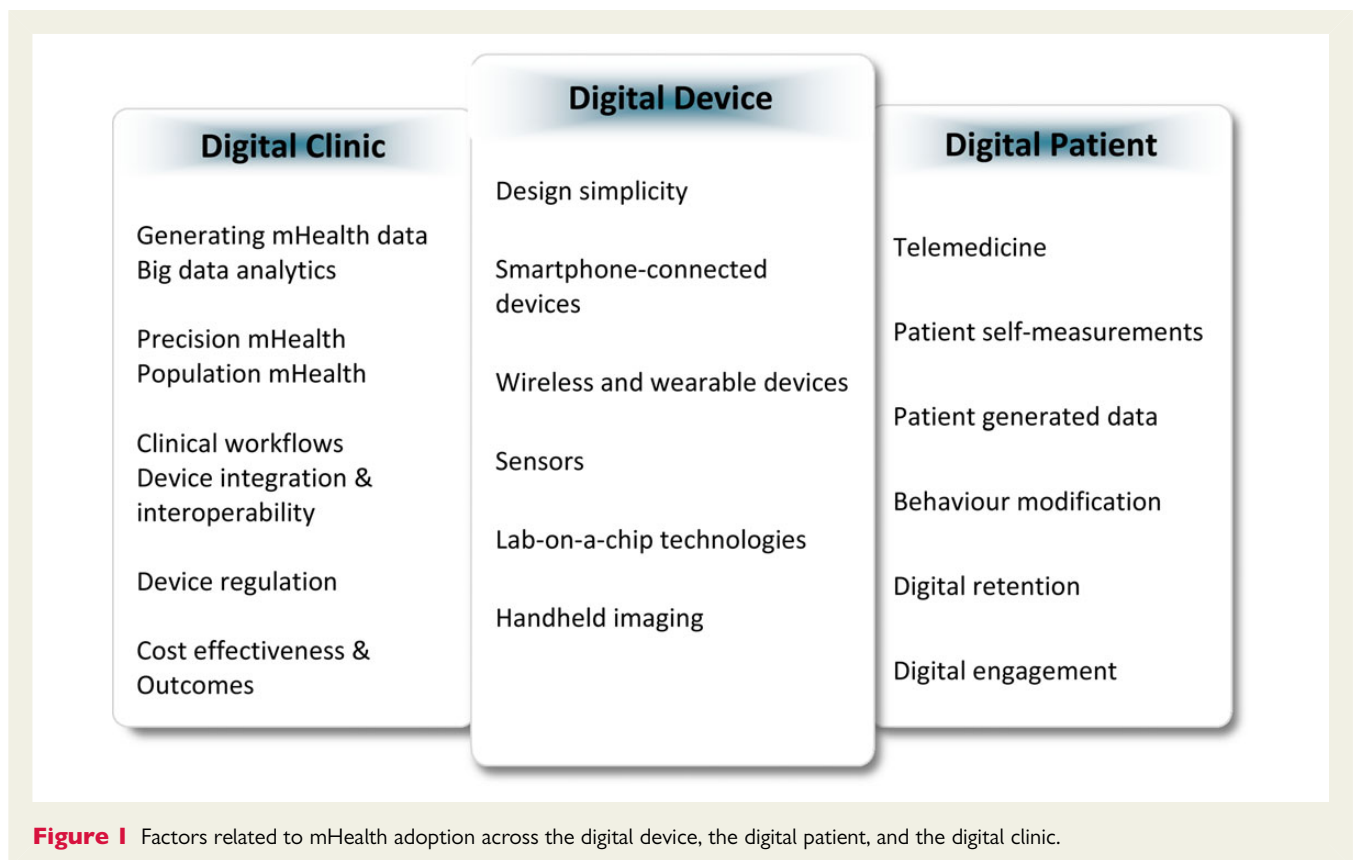 Digital Clinic
Generating mHealth data
Big data analytics
Precision mHealth
Population mHealth
Clinical workflows
Device integration &
interoperability
Device regulation
Cost effectiveness &
Outcomes
Digital Device
Design simplicity
Smartphone-connected
devices
Wireless and wearable devices
Sensors
Lab-on-a-chip technologies
Handheld imaging
Digital Patient
Telemedicine
Patient self-measurements
Patient generated data
Behaviour modification
Digital retention
Digital engagement
Figure 1 Factors related to mHealth adoption across the digital device, the digital patient, and the digital clinic.